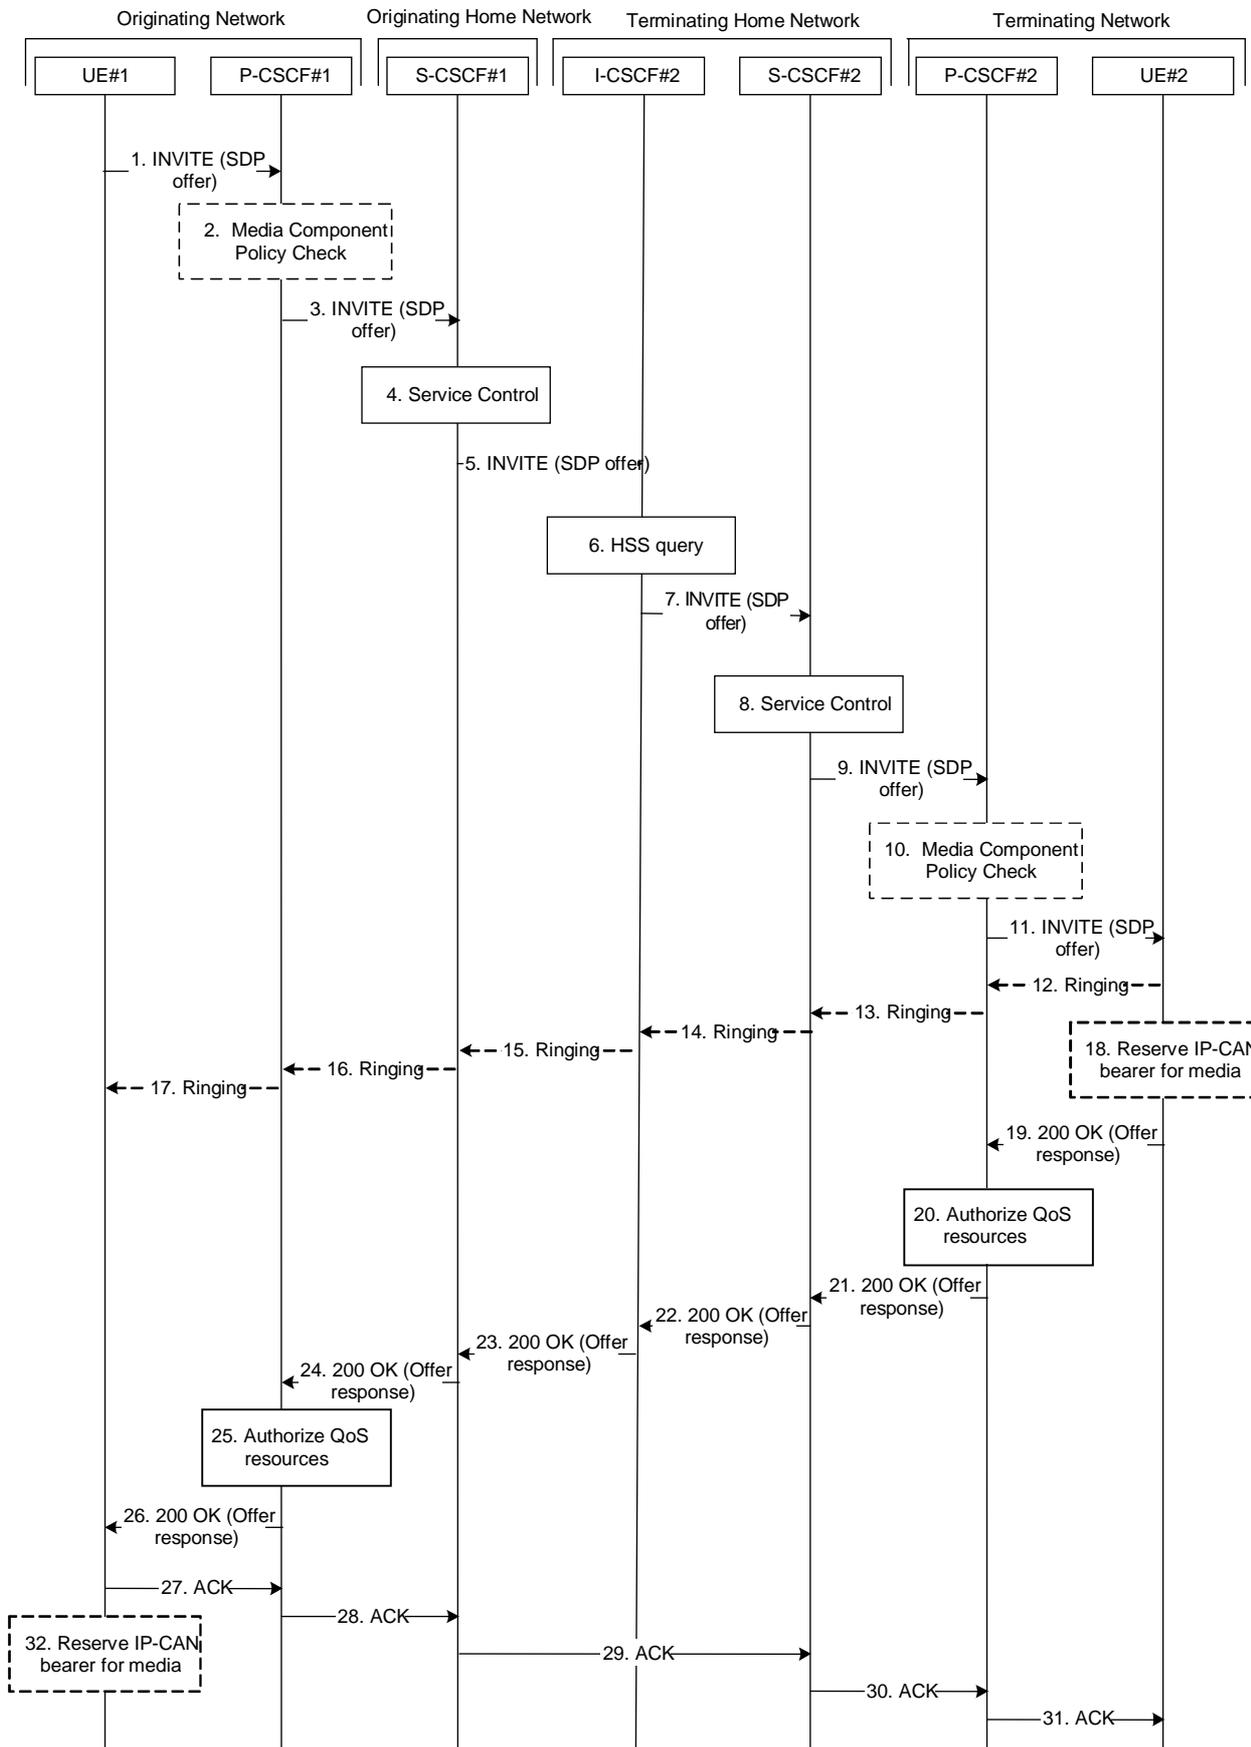 Originating Network
Originating Home Network
Terminating Home Network
Terminating Network
UE#1
P-CSCF#1
S-CSCF#1
I-CSCF#2
S-CSCF#2
P-CSCF#2
UE#2
1. INVITE (SDP
offer)
2. Media Component
Policy Check
3. INVITE (SDP
offer)
4. Service Control
5. INVITE (SDP offer)
6. HSS query
7. INVITE (SDP
offer)
8. Service Control
9. INVITE (SDP
offer)
10. Media Component
Policy Check
11. INVITE (SDP
offer)
12. Ringing
13. Ringing
14. Ringing
15. Ringing
16. Ringing
17. Ringing
18. Reserve IP-CAN
bearer for media
19. 200 OK (Offer
response)
20. Authorize QoS
resources
21. 200 OK (Offer
response)
22. 200 OK (Offer
response)
23. 200 OK (Offer
response)
24. 200 OK (Offer
response)
25. Authorize QoS
resources
26. 200 OK (Offer
response)
27. ACK
28. ACK
32. Reserve IP-CAN
bearer for media
29. ACK
30. ACK
31. ACK